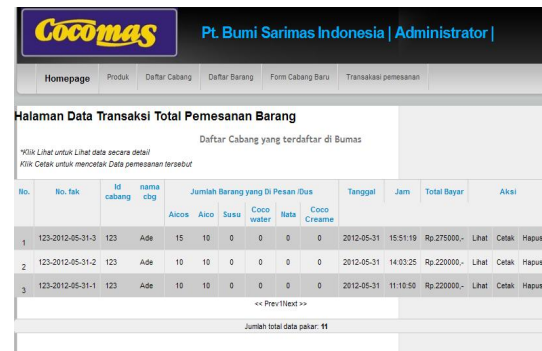 Cocomas
Pt. Bumi Sarimas Indonesia | Administrator |
Homepage Produk Daftar Cabang Daftar Barang Form Cabang Baru Transakasi pemesanan
Halaman Data Transaksi Total Pemesanan Barang
Daftar Cabang yang terdaftar di Bumas
*Klik Lihat untuk Lihat data secara detail
Klik Cetak untuk mencetak Data pemesanan tersebut
No. No. fak Id cabang nama cbg Jumlah Barang yang Di Pesan /Dus Tanggal Jam Total Bayar Aksi
Aicos Aico Susu Coco water Nata Coco Creame
1 123-2012-05-31-3 123 Ade 15 10 0 0 0 0 2012-05-31 15:51:19 Rp.275000,- Lihat Cetak Hapus
2 123-2012-05-31-2 123 Ade 10 10 0 0 0 0 2012-05-31 14:03:25 Rp.220000,- Lihat Cetak Hapus
3 123-2012-05-31-1 123 Ade 10 10 0 0 0 0 2012-05-31 11:10:50 Rp.220000,- Lihat Cetak Hapus
<< Prev1Next >>
Jumlah total data pakar: 11